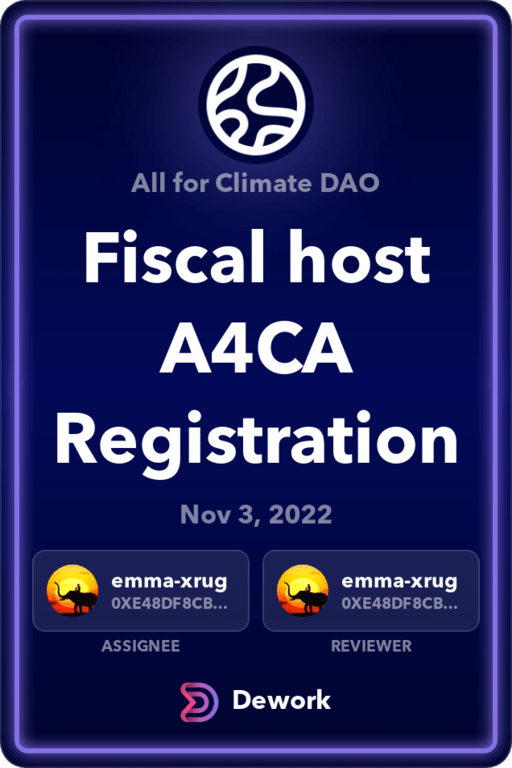 All for Climate DAO
Fiscal host
A4CA
Registration
Nov 3, 2022
emma-xrug
0XE48DF8CB...
ASSIGNEE
emma-xrug
0XE48DF8CB...
REVIEWER
Dework